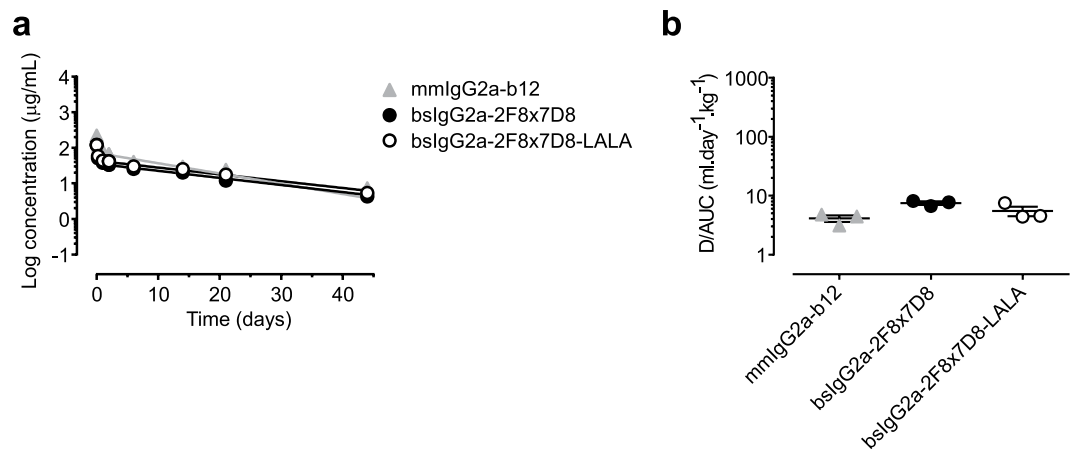 a
Log concentration (µg/mL)
4
3
2
1
0
-1
0 10 20 30 40
Time (days)
mmIgG2a-b12
bsIgG2a-2F8x7D8
bsIgG2a-2F8x7D8-LALA
b
D/AUC (ml.day⁻¹.kg⁻¹)
1000
100
10
1
mmIgG2a-b12
bsIgG2a-2F8x7D8
bsIgG2a-2F8x7D8-LALA